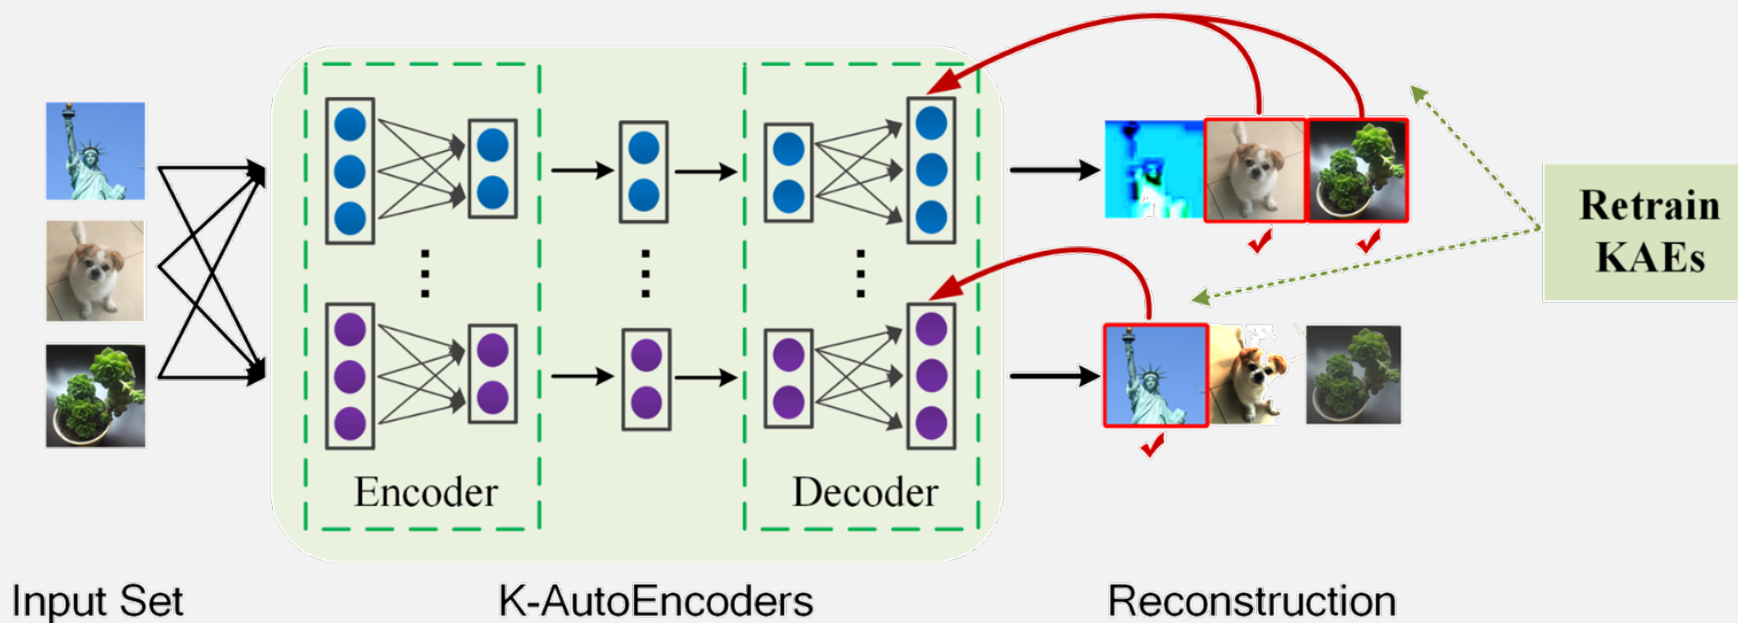 Retrain
KAEs
Encoder
Decoder
Input Set
K-AutoEncoders
Reconstruction